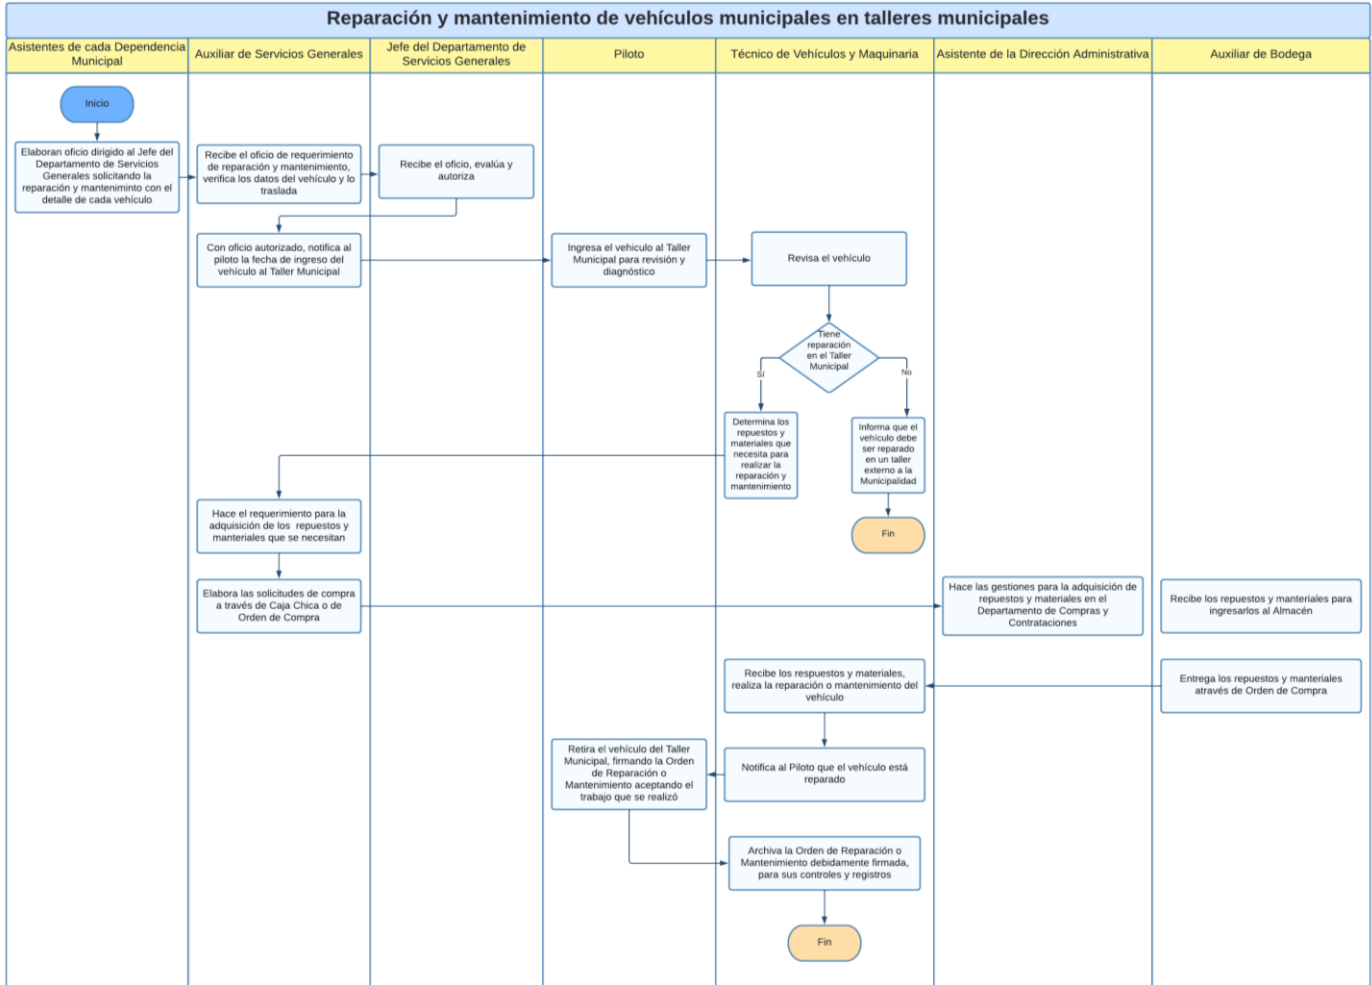 Reparación y mantenimiento de vehículos municipales en talleres municipales
Asistentes de cada Dependencia
Municipal
Auxiliar de Servicios Generales
Jefe del Departamento de
Servicios Generales
Piloto
Técnico de Vehículos y Maquinaria
Asistente de la Dirección Administrativa
Auxiliar de Bodega
Inicio
Elaboran oficio dirigido al Jefe del
Departamento de Servicios
Generales solicitando la
reparación y manteniminto con el
detalle de cada vehículo
Recibe el oficio de requerimiento
de reparación y mantenimiento,
verifica los datos del vehículo y lo
traslada
Recibe el oficio, evalúa y
autoriza
Con oficio autorizado, notifica al
piloto la fecha de ingreso del
vehículo al Taller Municipal
Ingresa el vehiculo al Taller
Municipal para revisión y
diagnóstico
Revisa el vehículo
Tiene
reparación
en el Taller
Municipal
Sí
No
Determina los
repuestos y
materiales que
necesita para
realizar la
reparación y
mantenimiento
Informa que el
vehículo debe
ser reparado
en un taller
externo a la
Municipalidad
Fin
Hace el requerimiento para la
adquisición de los repuestos y
manteriales que se necesitan
Elabora las solicitudes de compra
a través de Caja Chica o de
Orden de Compra
Hace las gestiones para la adquisición de
repuestos y materiales en el
Departamento de Compras y
Contrataciones
Recibe los repuestos y manteriales para
ingresarlos al Almacén
Recibe los respuestos y materiales,
realiza la reparación o mantenimiento del
vehículo
Entrega los repuestos y manteriales
através de Orden de Compra
Retira el vehículo del Taller
Municipal, firmando la Orden
de Reparación o
Mantenimiento aceptando el
trabajo que se realizó
Notifica al Piloto que el vehículo está
reparado
Archiva la Orden de Reparación o
Mantenimiento debidamente firmada,
para sus controles y registros
Fin